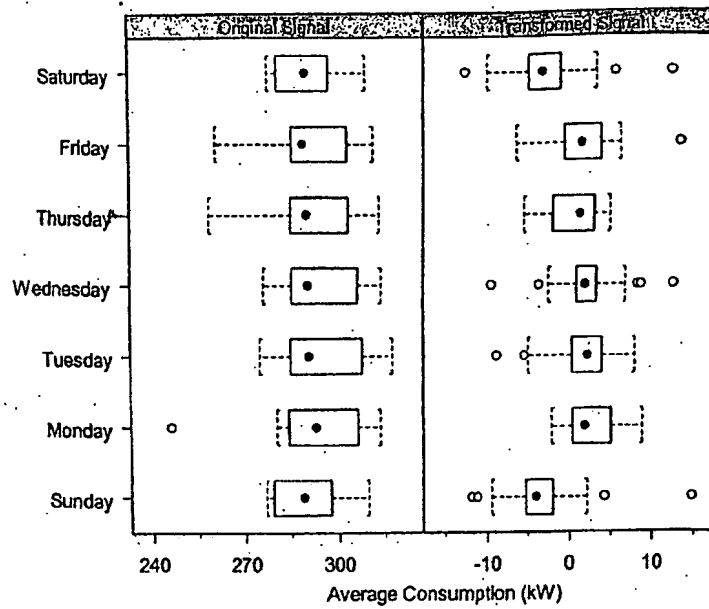 Original Signal Transformed Signal
Saturday
Friday
Thursday
Wednesday
Tuesday
Monday
Sunday
240 270 300 -10 0 10
Average Consumption (kW)